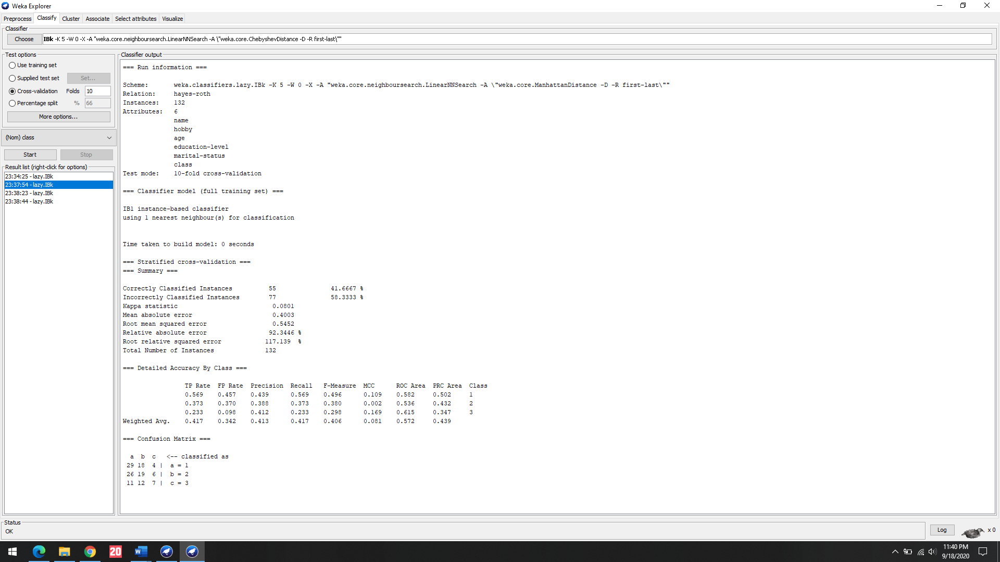 Weka Explorer
Preprocess Classify Cluster Associate Select attributes Visualize
Classifier
Choose IBk -K 5 -W 0 -X -A "weka.core.neighboursearch.LinearNNSearch -A \"weka.core.ChebyshevDistance -D -R first-last\""
Test options
Use training set
Supplied test set Set...
Cross-validation Folds 10
Percentage split % 66
More options...
(Nom) class
Start Stop
Result list (right-click for options)
23:34:25 - lazy.IBk
23:37:54 - lazy.IBk
23:38:23 - lazy.IBk
23:38:44 - lazy.IBk
Classifier output
=== Run information ===
Scheme: weka.classifiers.lazy.IBk -K 5 -W 0 -X -A "weka.core.neighboursearch.LinearNNSearch -A \"weka.core.ManhattanDistance -D -R first-last\""
Relation: hayes-roth
Instances: 132
Attributes: 6
name
hobby
age
education-level
marital-status
class
Test mode: 10-fold cross-validation
=== Classifier model (full training set) ===
IB1 instance-based classifier
using 1 nearest neighbour(s) for classification
Time taken to build model: 0 seconds
=== Stratified cross-validation ===
=== Summary ===
Correctly Classified Instances 55 41.6667 %
Incorrectly Classified Instances 77 58.3333 %
Kappa statistic 0.0801
Mean absolute error 0.4003
Root mean squared error 0.5452
Relative absolute error 92.3446 %
Root relative squared error 117.139 %
Total Number of Instances 132
=== Detailed Accuracy By Class ===
TP Rate FP Rate Precision Recall F-Measure MCC ROC Area PRC Area Class
0.569 0.457 0.439 0.569 0.496 0.109 0.582 0.502 1
0.373 0.370 0.388 0.373 0.380 0.002 0.536 0.432 2
0.233 0.098 0.412 0.233 0.298 0.169 0.615 0.347 3
Weighted Avg. 0.417 0.342 0.413 0.417 0.406 0.081 0.572 0.439
=== Confusion Matrix ===
a b c <-- classified as
29 18 4 | a = 1
26 19 6 | b = 2
11 12 7 | c = 3
Status
OK
Log x 0
20
W
11:40 PM
9/18/2020